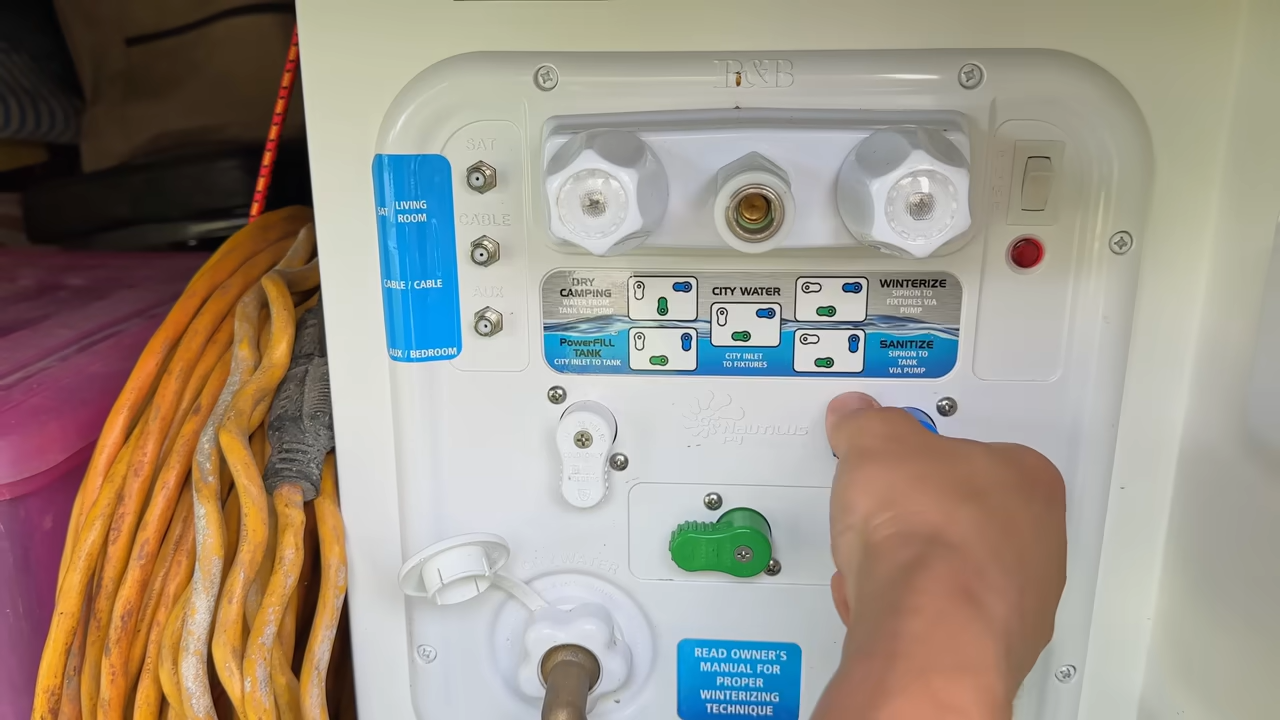 B&B
SAT
CABLE
AUX
SAT / LIVING
ROOM
CABLE / CABLE
AUX / BEDROOM
DRY
CAMPING
WATER FROM
TANK VIA PUMP
CITY WATER
WINTERIZE
SIPHON TO
FIXTURES VIA
PUMP
PowerFILL
TANK
CITY INLET TO TANK
CITY INLET
TO FIXTURES
SANITIZE
SIPHON TO
TANK
VIA PUMP
NAUTILUS
P4
WATER
READ OWNER'S
MANUAL FOR
PROPER
WINTERIZING
TECHNIQUE